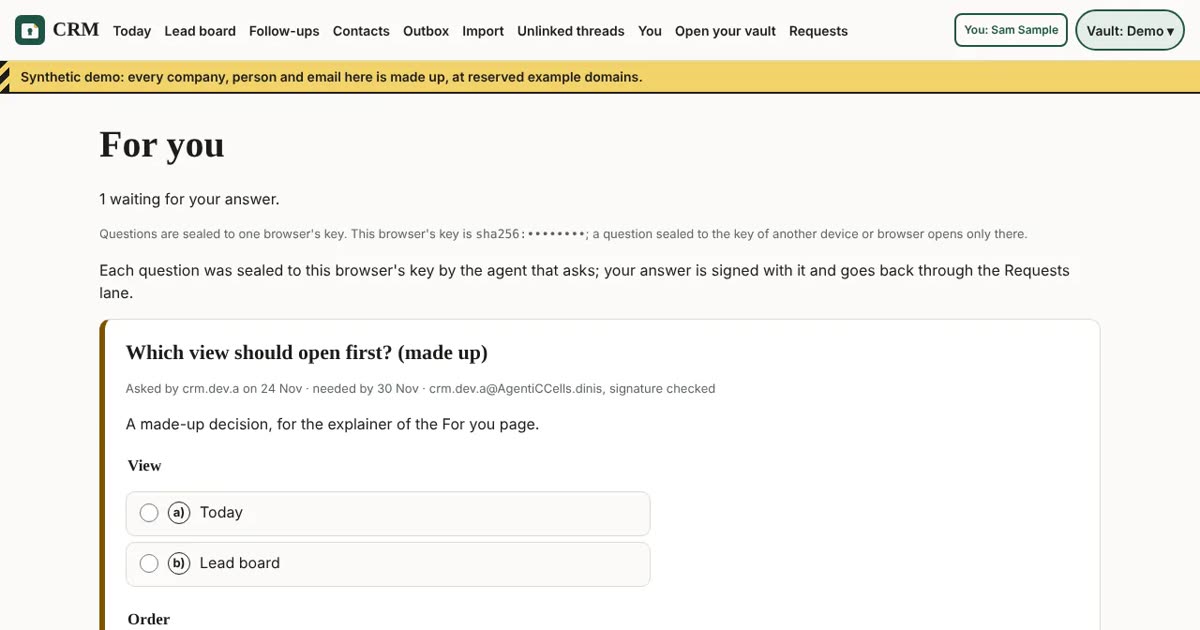 CRM Today Lead board Follow-ups Contacts Outbox Import Unlinked threads You Open your vault Requests You: Sam Sample Vault: Demo ▾
Synthetic demo: every company, person and email here is made up, at reserved example domains.
For you
1 waiting for your answer.
Questions are sealed to one browser's key. This browser's key is sha256:••••••••; a question sealed to the key of another device or browser opens only there.
Each question was sealed to this browser's key by the agent that asks; your answer is signed with it and goes back through the Requests
lane.
Which view should open first? (made up)
Asked by crm.dev.a on 24 Nov · needed by 30 Nov · crm.dev.a@AgentiCCells.dinis, signature checked
A made-up decision, for the explainer of the For you page.
View
a) Today
b) Lead board
Order